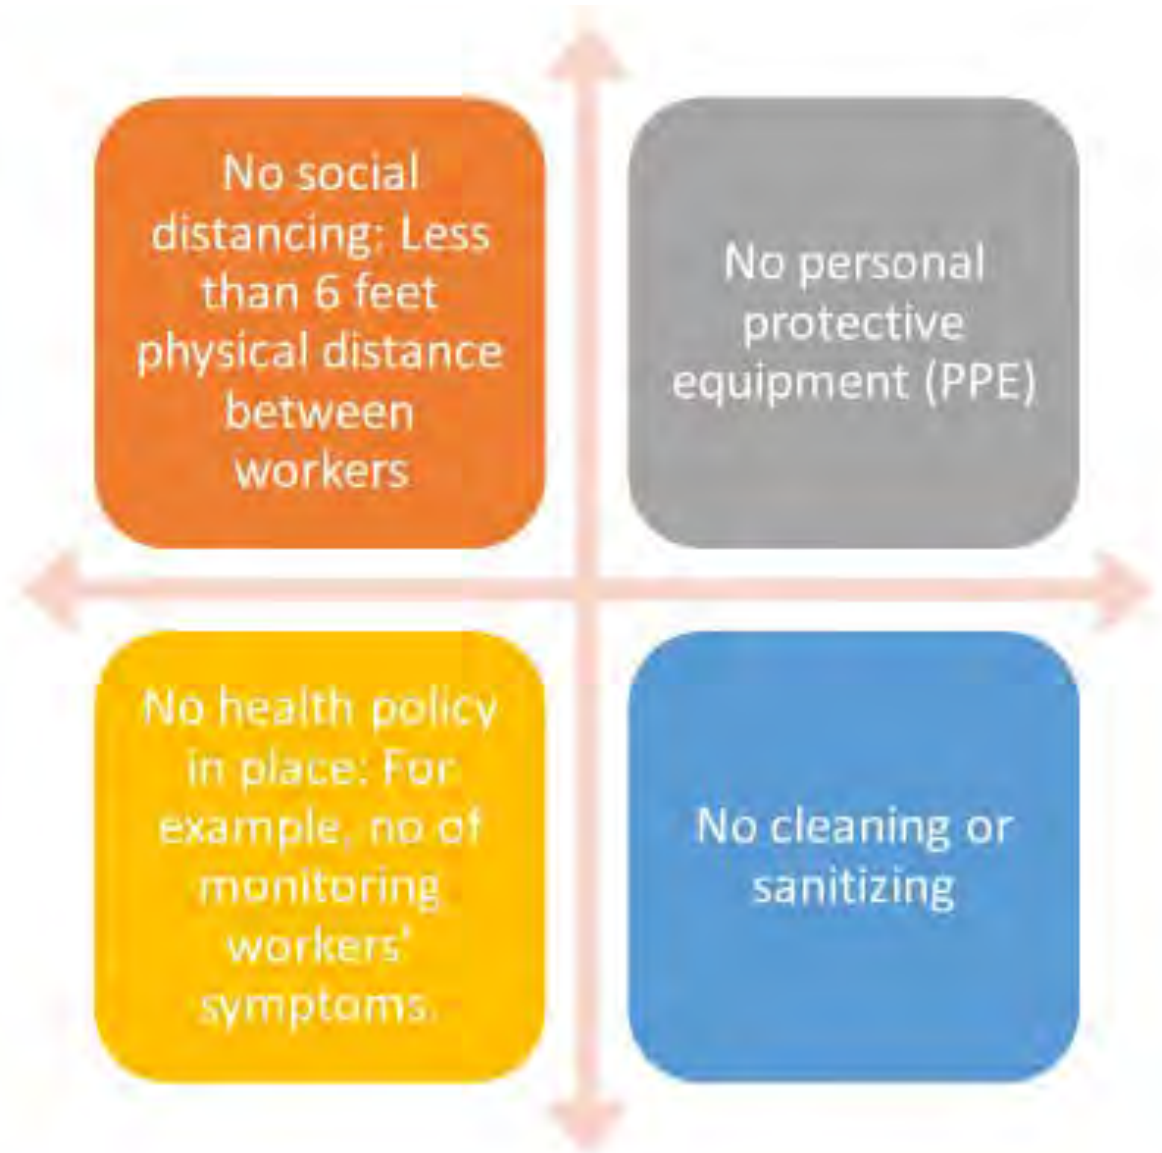 No social
distancing: Less
than 6 feet
physical distance
between
workers
No personal
protective
equipment (PPE)
No health policy
in place: For
example, no of
monitoring
workers'
symptoms.
No cleaning or
sanitizing